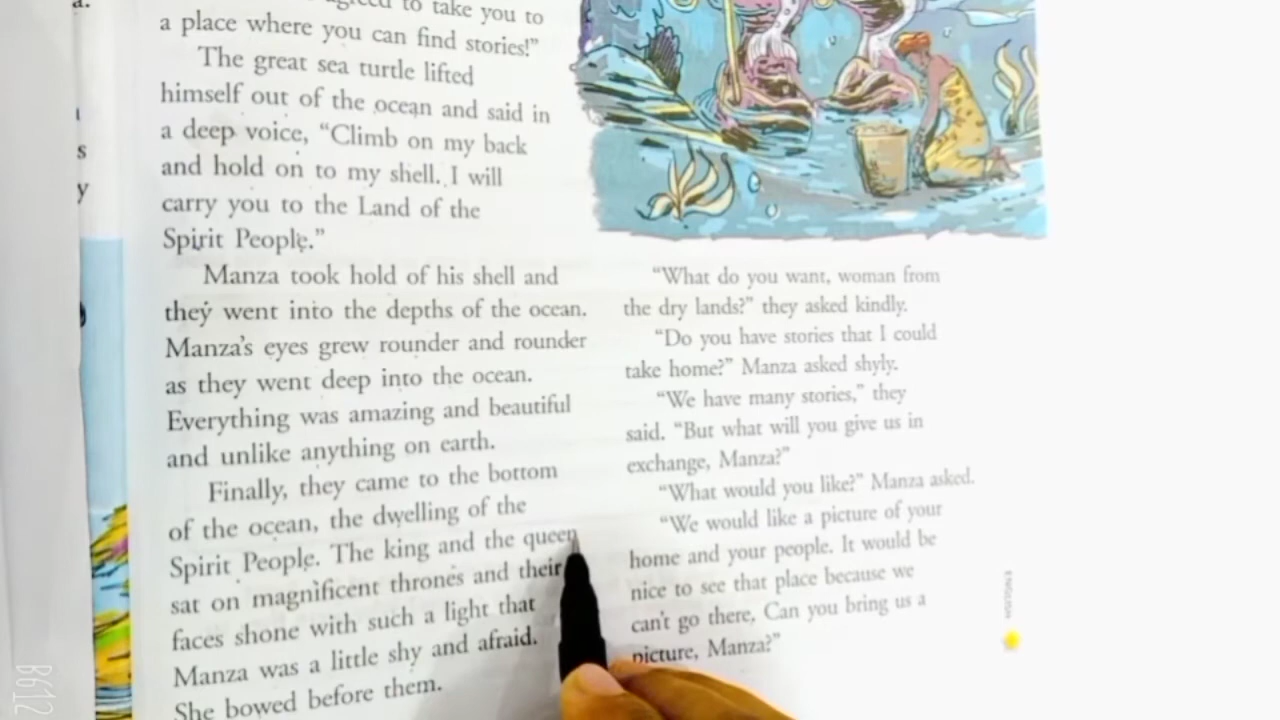 a.
s
y
agreed to take you to
a place where you can find stories!”
The great sea turtle lifted
himself out of the ocean and said in
a deep voice, “Climb on my back
and hold on to my shell. I will
carry you to the Land of the
Spirit People.”
Manza took hold of his shell and
they went into the depths of the ocean.
Manza’s eyes grew rounder and rounder
as they went deep into the ocean.
Everything was amazing and beautiful
and unlike anything on earth.
Finally, they came to the bottom
of the ocean, the dwelling of the
Spirit People. The king and the queen
sat on magnificent thrones and their
faces shone with such a light that
Manza was a little shy and afraid.
She bowed before them.
“What do you want, woman from
the dry lands?” they asked kindly.
“Do you have stories that I could
take home?” Manza asked shyly.
“We have many stories,” they
said. “But what will you give us in
exchange, Manza?”
“What would you like?” Manza asked.
“We would like a picture of your
home and your people. It would be
nice to see that place because we
can’t go there. Can you bring us a
picture, Manza?”
ENGLISH
B612